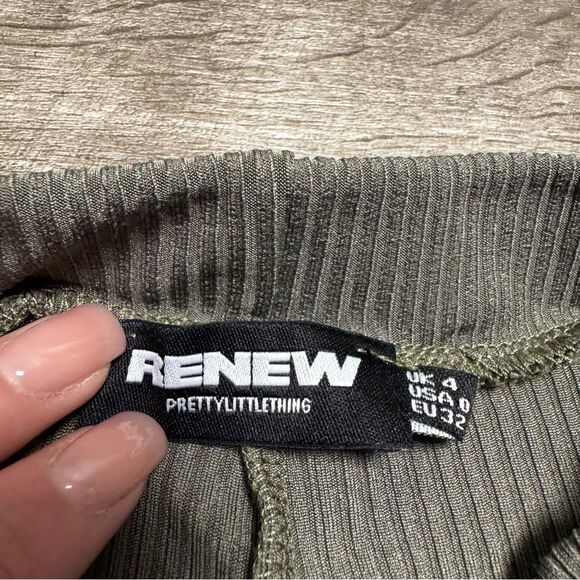 RENEW
PRETTYLITTLETHING
UK 4
USA 0
EU 32